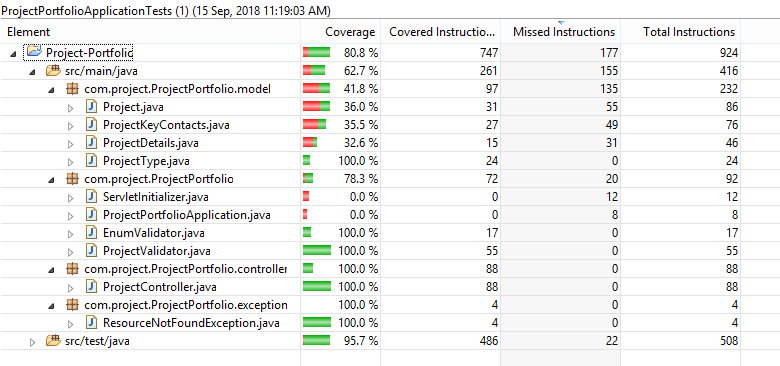 ProjectPortfolioApplicationTests (1) (15 Sep, 2018 11:19:03 AM)
Element Coverage Covered Instructio... Missed Instructions Total Instructions
Project-Portfolio 80.8 % 747 177 924
src/main/java 62.7 % 261 155 416
com.project.ProjectPortfolio.model 41.8 % 97 135 232
Project.java 36.0 % 31 55 86
ProjectKeyContacts.java 35.5 % 27 49 76
ProjectDetails.java 32.6 % 15 31 46
ProjectType.java 100.0 % 24 0 24
com.project.ProjectPortfolio 78.3 % 72 20 92
ServletInitializer.java 0.0 % 0 12 12
ProjectPortfolioApplication.java 0.0 % 0 8 8
EnumValidator.java 100.0 % 17 0 17
ProjectValidator.java 100.0 % 55 0 55
com.project.ProjectPortfolio.controller 100.0 % 88 0 88
ProjectController.java 100.0 % 88 0 88
com.project.ProjectPortfolio.exception 100.0 % 4 0 4
ResourceNotFoundException.java 100.0 % 4 0 4
src/test/java 95.7 % 486 22 508